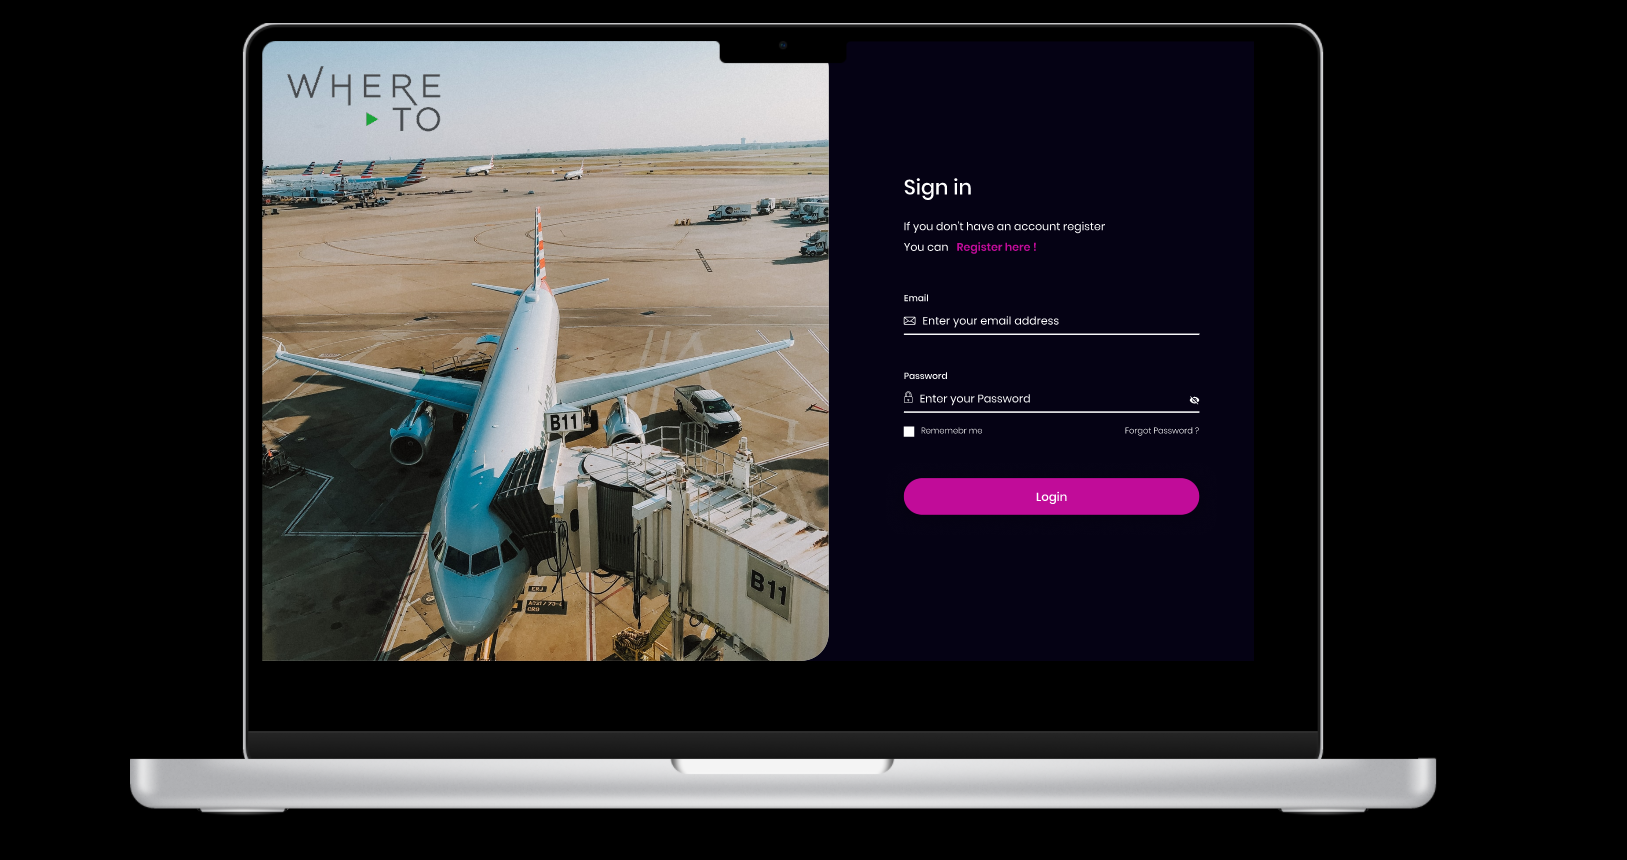 WHERE
TO
B11
B11
ERJ
Sign in
If you don't have an account register
You can Register here !
Email
Enter your email address
Password
Enter your Password
Rememebr me
Forgot Password ?
Login